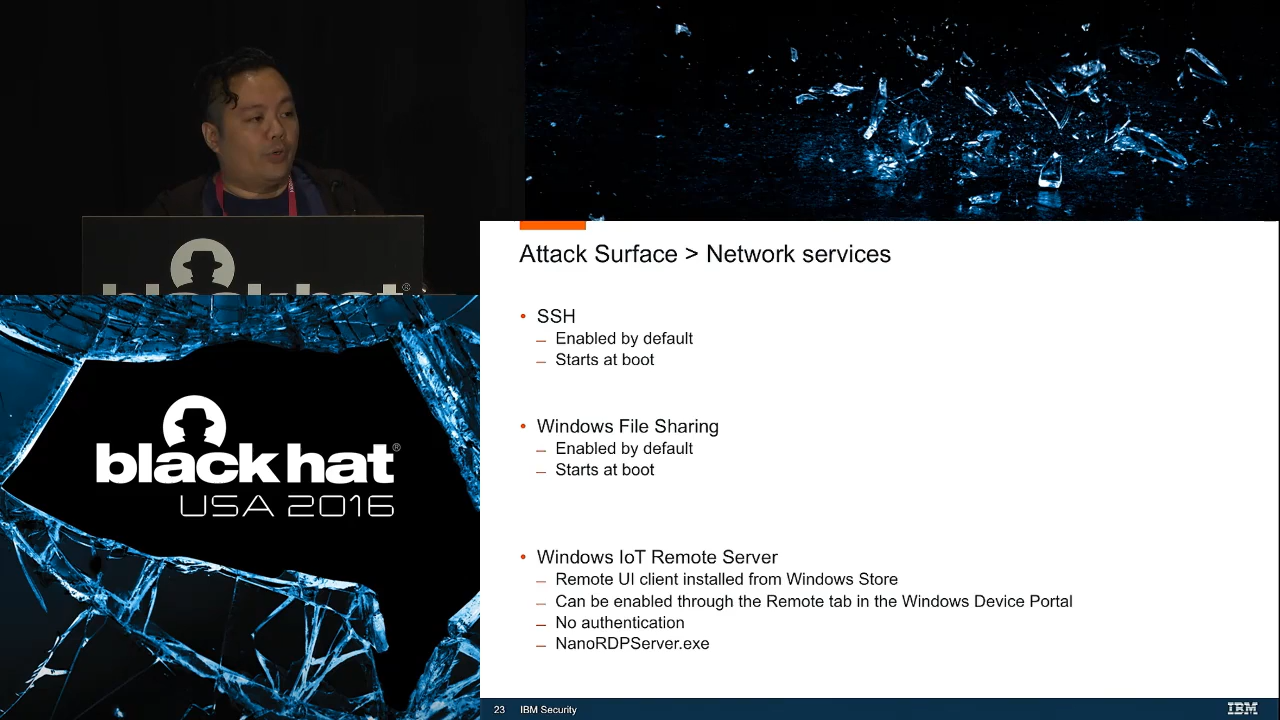 black hat®
Attack Surface > Network services
• SSH
– Enabled by default
– Starts at boot
• Windows File Sharing
– Enabled by default
– Starts at boot
• Windows IoT Remote Server
– Remote UI client installed from Windows Store
– Can be enabled through the Remote tab in the Windows Device Portal
– No authentication
– NanoRDPServer.exe
black hat®
USA 2016
23 IBM Security
IBM